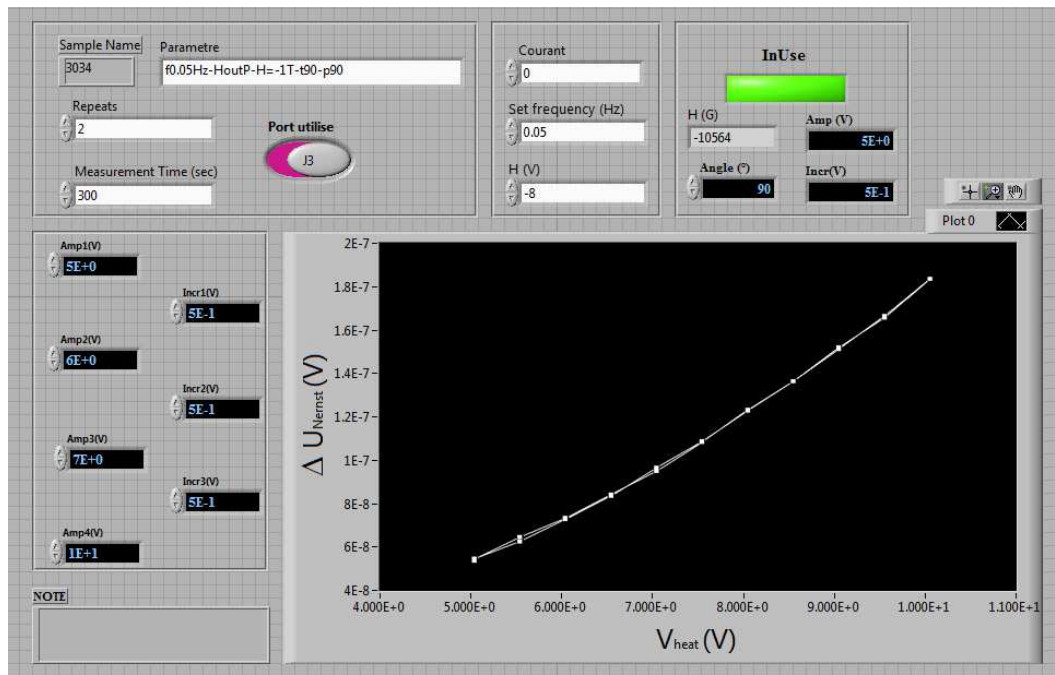 Sample Name
3034
Parametre
f0.05Hz-HoutP-H=-1T-t90-p90
Repeats
2
Port utilise
J3
Measurement Time (sec)
300
Courant
0
Set frequency (Hz)
0.05
H (V)
-8
InUse
H (G)
-10564
Amp (V)
5E+0
Angle (°)
90
Incr(V)
5E-1
Plot 0
Amp1(V)
5E+0
Incr1(V)
5E-1
Amp2(V)
6E+0
Incr2(V)
5E-1
Amp3(V)
7E+0
Incr3(V)
5E-1
Amp4(V)
1E+1
NOTE
Δ U Nernst (V)
2E-7
1.8E-7
1.6E-7
1.4E-7
1.2E-7
1E-7
8E-8
6E-8
4E-8
4.000E+0 5.000E+0 6.000E+0 7.000E+0 8.000E+0 9.000E+0 1.000E+1 1.100E+1
V heat (V)